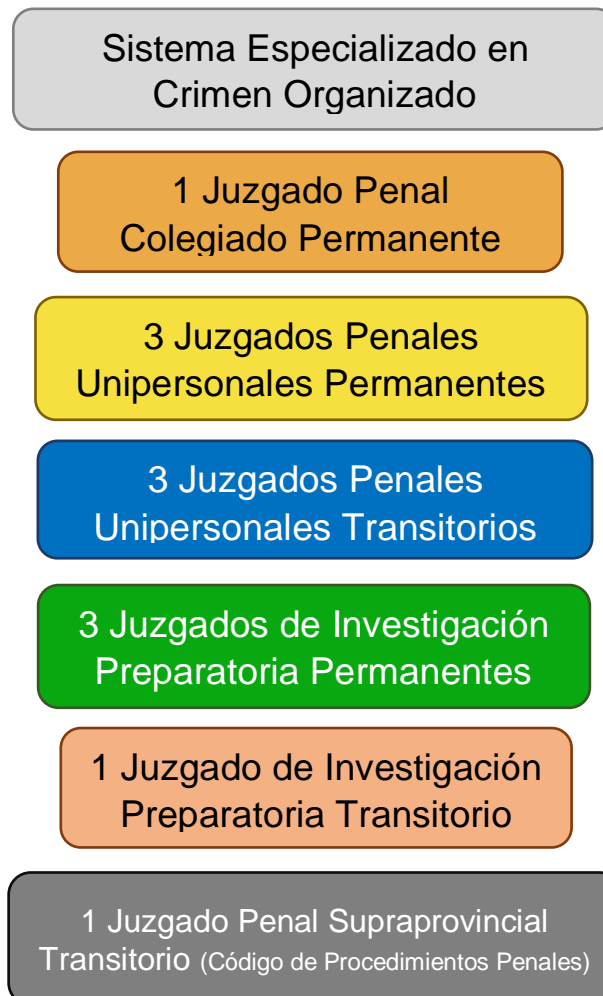 Sistema Especializado en
Crimen Organizado
1 Juzgado Penal
Colegiado Permanente
3 Juzgados Penales
Unipersonales Permanentes
3 Juzgados Penales
Unipersonales Transitorios
3 Juzgados de Investigación
Preparatoria Permanentes
1 Juzgado de Investigación
Preparatoria Transitorio
1 Juzgado Penal Supraprovincial
Transitorio (Código de Procedimientos Penales)